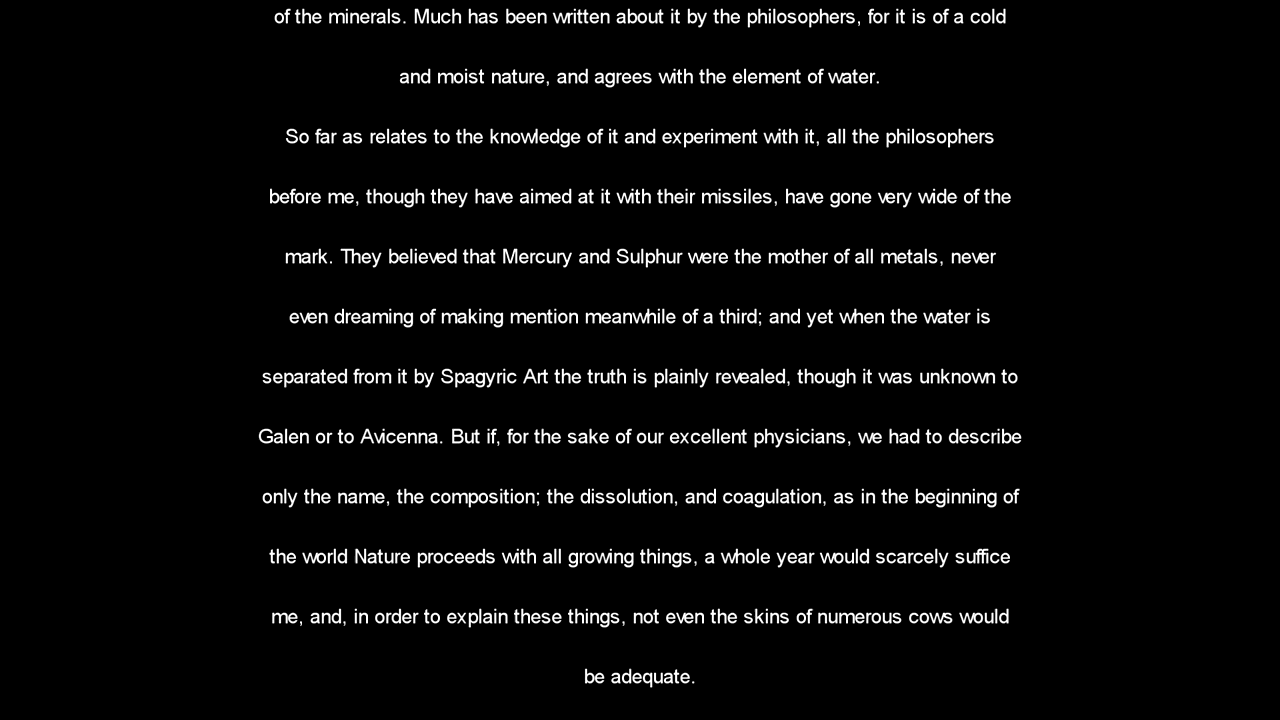 of the minerals. Much has been written about it by the philosophers, for it is of a cold
and moist nature, and agrees with the element of water.
So far as relates to the knowledge of it and experiment with it, all the philosophers
before me, though they have aimed at it with their missiles, have gone very wide of the
mark. They believed that Mercury and Sulphur were the mother of all metals, never
even dreaming of making mention meanwhile of a third; and yet when the water is
separated from it by Spagyric Art the truth is plainly revealed, though it was unknown to
Galen or to Avicenna. But if, for the sake of our excellent physicians, we had to describe
only the name, the composition; the dissolution, and coagulation, as in the beginning of
the world Nature proceeds with all growing things, a whole year would scarcely suffice
me, and, in order to explain these things, not even the skins of numerous cows would
be adequate.